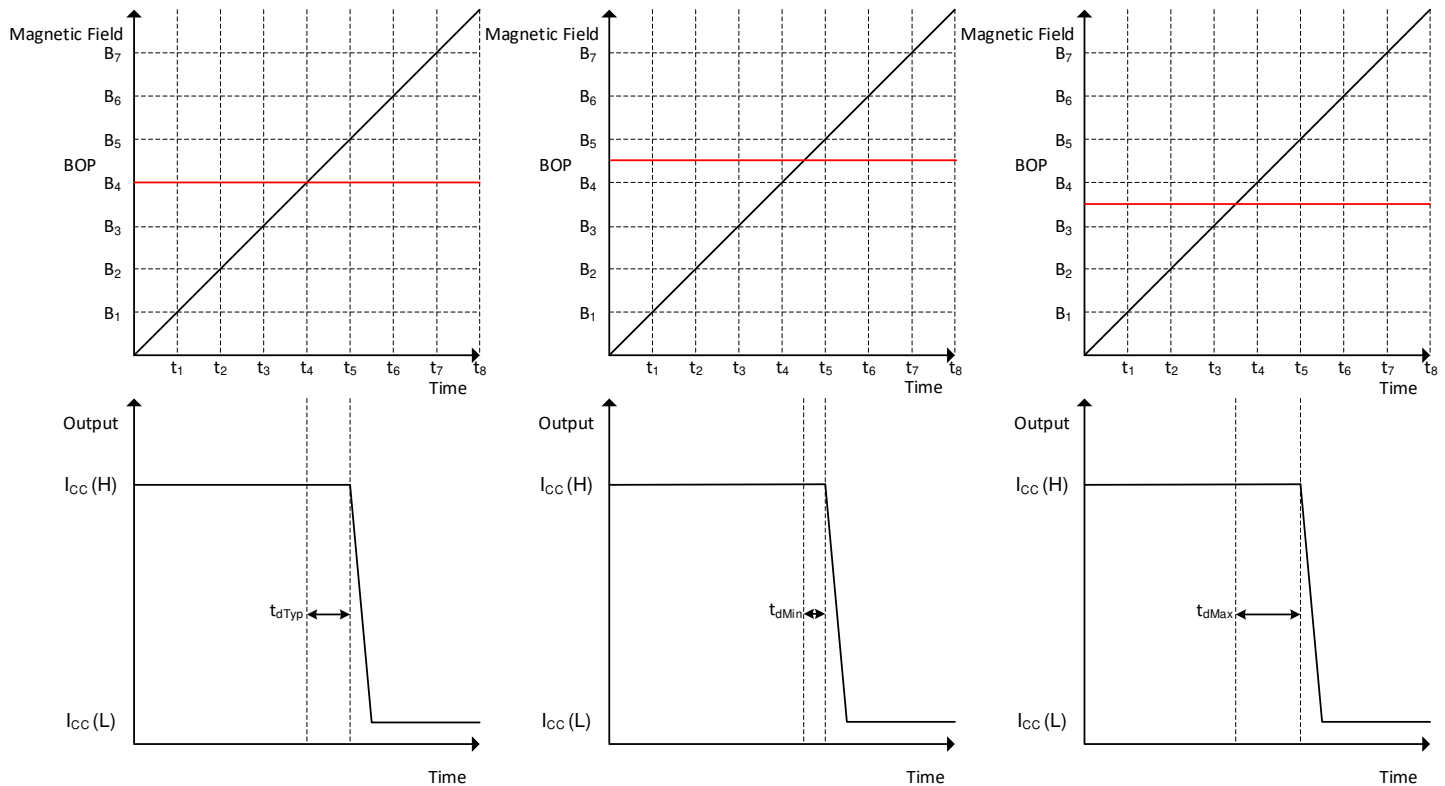 Magnetic Field
B7
B6
B5
BOP
B4
B3
B2
B1
t1 t2 t3 t4 t5 t6 t7 t8
Time
Magnetic Field
B7
B6
B5
BOP
B4
B3
B2
B1
t1 t2 t3 t4 t5 t6 t7 t8
Time
Magnetic Field
B7
B6
B5
BOP
B4
B3
B2
B1
t1 t2 t3 t4 t5 t6 t7 t8
Time
Output
ICC (H)
tdTyp
ICC (L)
Time
Output
ICC (H)
tdMin
ICC (L)
Time
Output
ICC (H)
tdMax
ICC (L)
Time